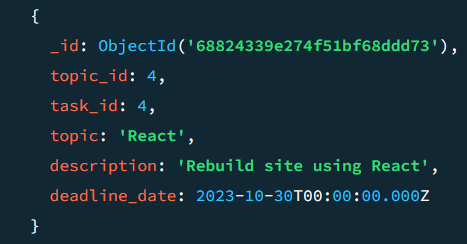 {
_id: ObjectId('68824339e274f51bf68ddd73'),
topic_id: 4,
task_id: 4,
topic: 'React',
description: 'Rebuild site using React',
deadline_date: 2023-10-30T00:00:00.000Z
}